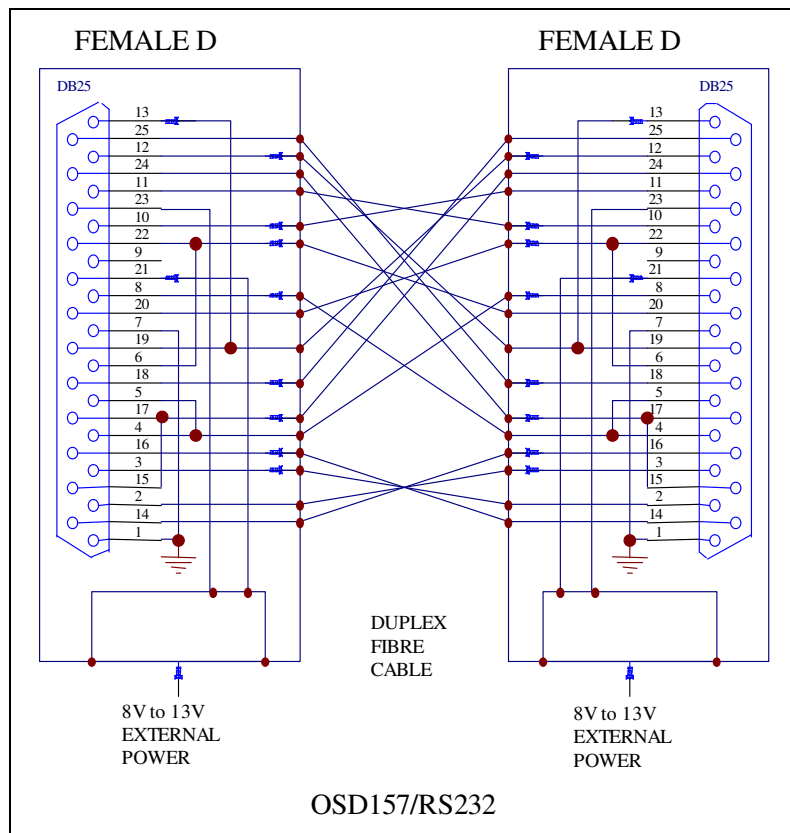 FEMALE D FEMALE D
DB25 DB25
13 13
25 25
12 12
24 24
11 11
23 23
10 10
22 22
9 9
21 21
8 8
20 20
7 7
19 19
6 6
18 18
5 5
17 17
4 4
16 16
3 3
15 15
2 2
14 14
1 1
DUPLEX
FIBRE
CABLE
8V to 13V 8V to 13V
EXTERNAL EXTERNAL
POWER POWER
OSD157/RS232